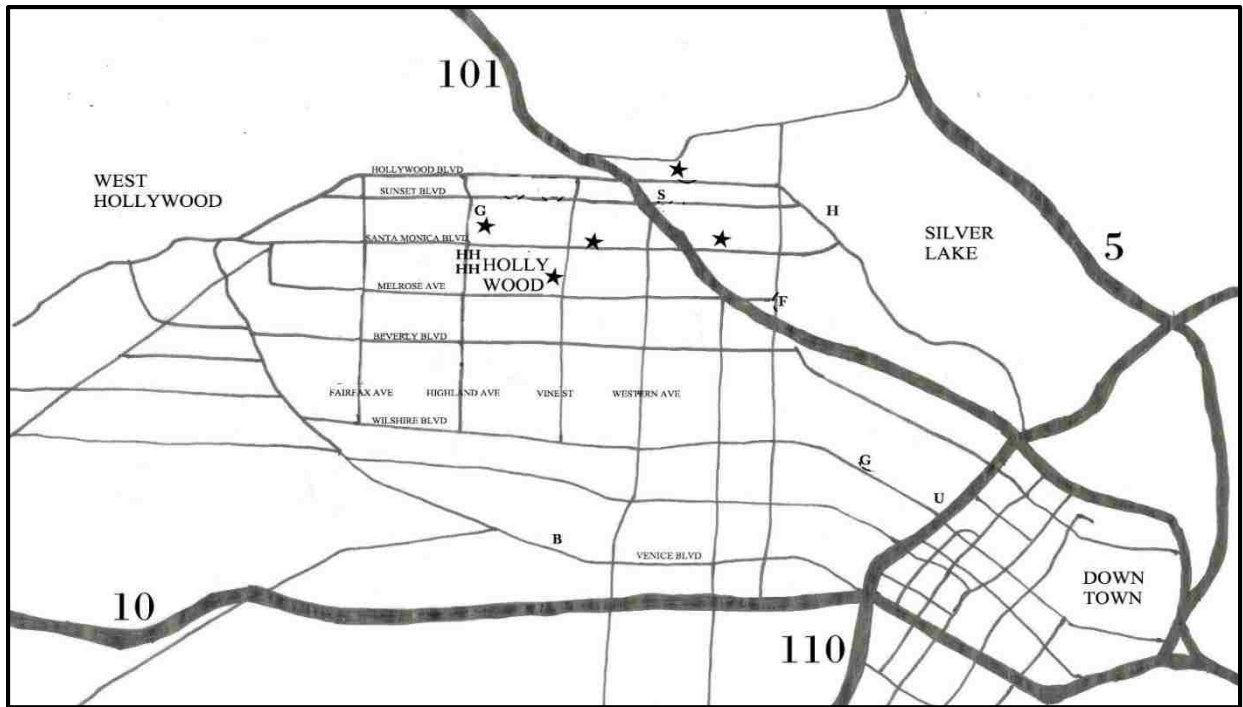 101
HOLLYWOOD BLVD
WEST
HOLLYWOOD
SUNSET BLVD
S
G
H
SANTA MONICA BLVD
SILVER
LAKE
5
HH
HH
HOLLY
WOOD
MELROSE AVE
F
BEVERLY BLVD
FAIRFAX AVE
HIGHLAND AVE
VINE ST
WESTERN AVE
WILSHIRE BLVD
G
U
B
VENICE BLVD
DOWN
TOWN
10
110